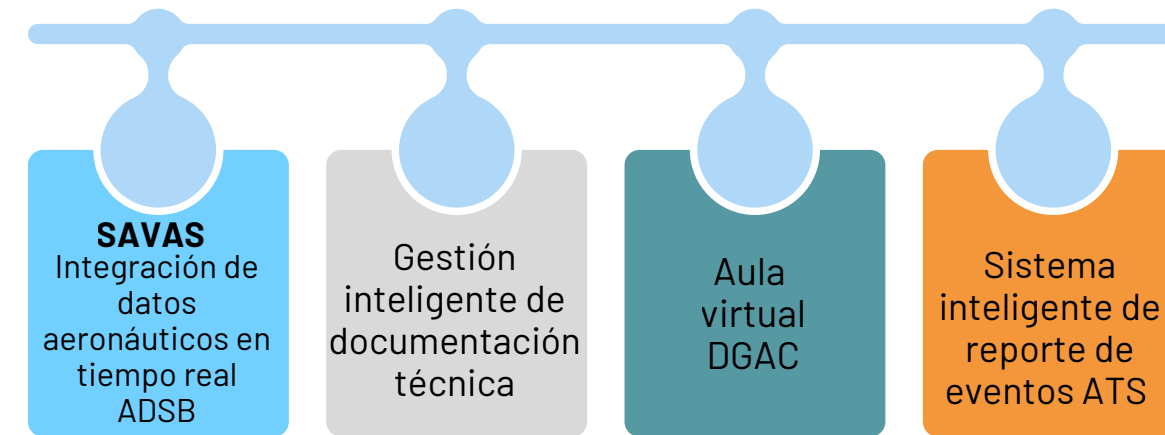 SAVAS
Integración de
datos
aeronáuticos en
tiempo real
ADSB
Gestión
inteligente de
documentación
técnica
Aula
virtual
DGAC
Sistema
inteligente de
reporte de
eventos ATS